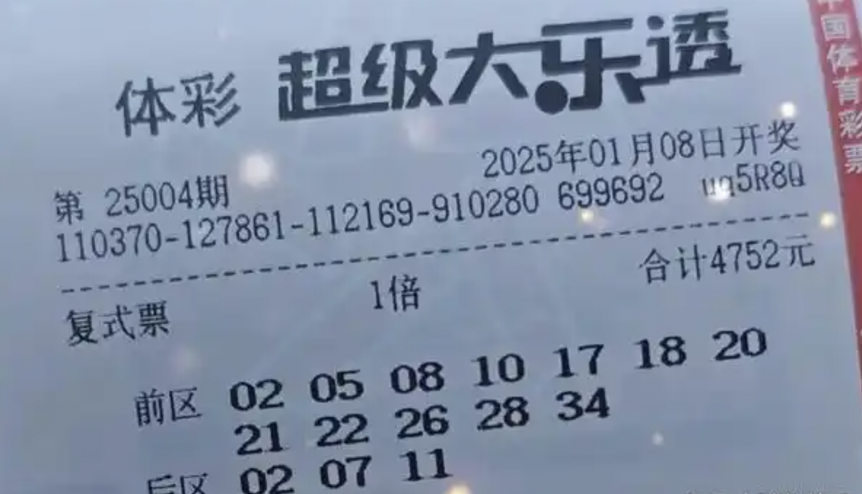 体彩 超级大乐透
第 25004期 2025年01月08日开奖
110370-127861-112169-910280 699692 uq5R8Q
复式票 1倍 合计4752元
前区 02 05 08 10 17 18 20
21 22 26 28 34
后区 02 07 11
中国体育彩票